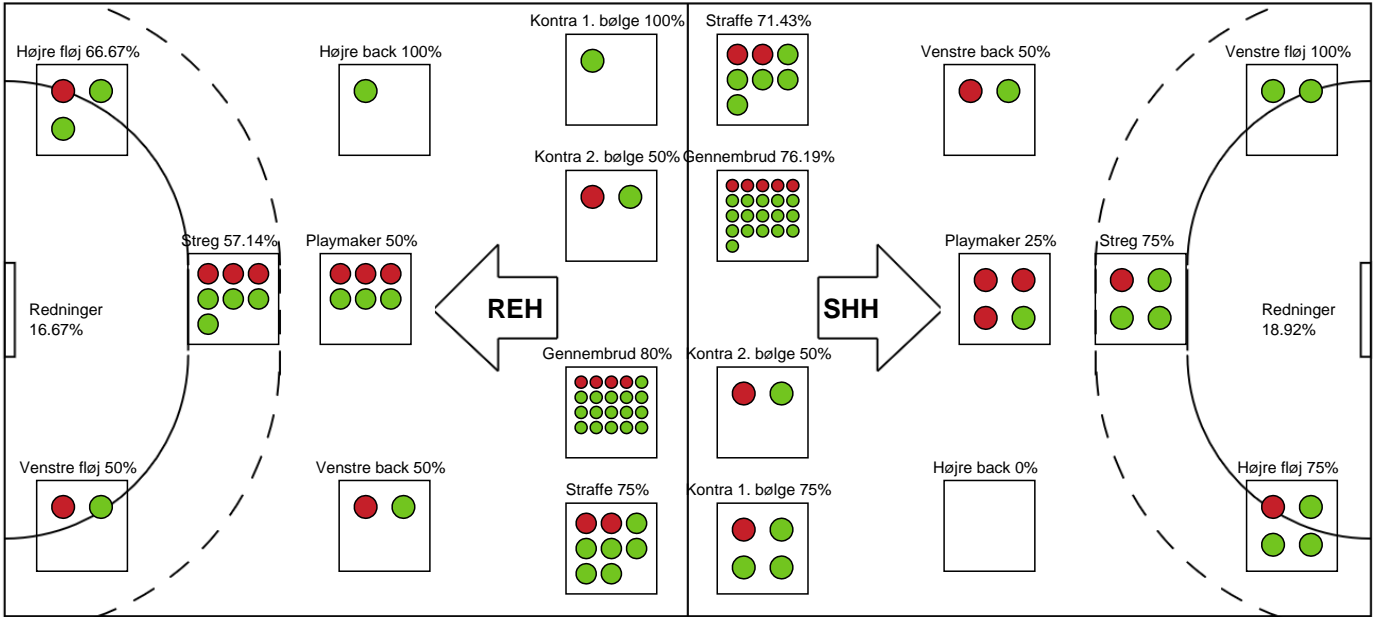 Kontra 1. bølge 100%
Straffe 71.43%
Højre fløj 66.67%
Højre back 100%
Venstre back 50%
Venstre fløj 100%
Kontra 2. bølge 50%
Gennembrud 76.19%
Streg 57.14%
Playmaker 50%
Playmaker 25%
Streg 75%
Redninger
16.67%
REH
SHH
Redninger
18.92%
Gennembrud 80%
Kontra 2. bølge 50%
Venstre fløj 50%
Venstre back 50%
Højre back 0%
Højre fløj 75%
Straffe 75%
Kontra 1. bølge 75%